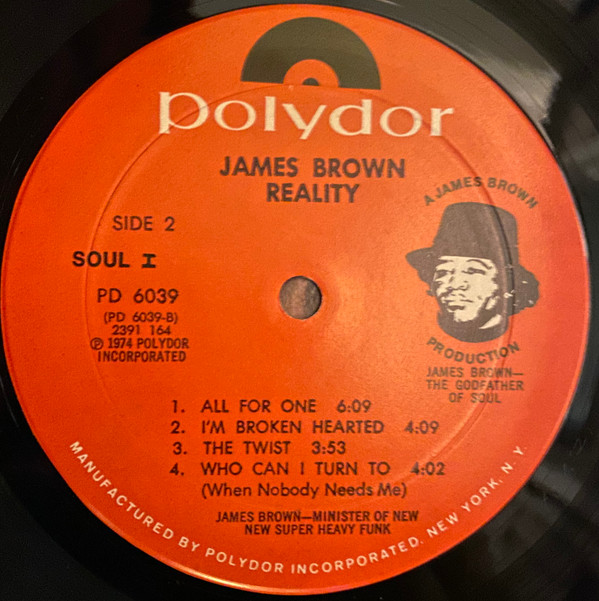 polydor
JAMES BROWN
REALITY
SIDE 2
SOUL I
PD 6039
(PD 6039-B)
2391 164
℗ 1974 POLYDOR
INCORPORATED
A JAMES BROWN
PRODUCTION
JAMES BROWN—
THE GODFATHER
OF SOUL
1. ALL FOR ONE 6:09
2. I'M BROKEN HEARTED 4:09
3. THE TWIST 3:53
4. WHO CAN I TURN TO 4:02
(When Nobody Needs Me)
JAMES BROWN—MINISTER OF NEW
NEW SUPER HEAVY FUNK
MANUFACTURED BY POLYDOR INCORPORATED, NEW YORK, N.Y.